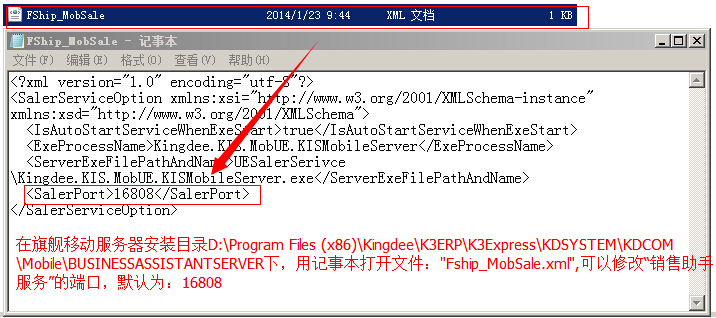 FShip_MobSale 2014/1/23 9:44 XML 文档 1 KB
FShip_MobSale - 记事本
文件(F) 编辑(E) 格式(O) 查看(V) 帮助(H)
<?xml version="1.0" encoding="utf-8"?>
<SalerServiceOption xmlns:xsi="http://www.w3.org/2001/XMLSchema-instance"
xmlns:xsd="http://www.w3.org/2001/XMLSchema">
<IsAutoStartServiceWhenExeStart>true</IsAutoStartServiceWhenExeStart>
<ExeProcessName>Kingdee.KIS.MobUE.KISMobileServer</ExeProcessName>
<ServerExeFilePathAndName>UESalerSerivce
\Kingdee.KIS.MobUE.KISMobileServer.exe</ServerExeFilePathAndName>
<SalerPort>16808</SalerPort>
</SalerServiceOption>
在旗舰移动服务器安装目录D:\Program Files (x86)\Kingdee\K3ERP\K3Express\KDSYSTEM\KDCOM
\Mobile\BUSINESSASSISTANTSERVER下，用记事本打开文件："Fship_MobSale.xml",可以修改“销售助手
服务”的端口，默认为：16808